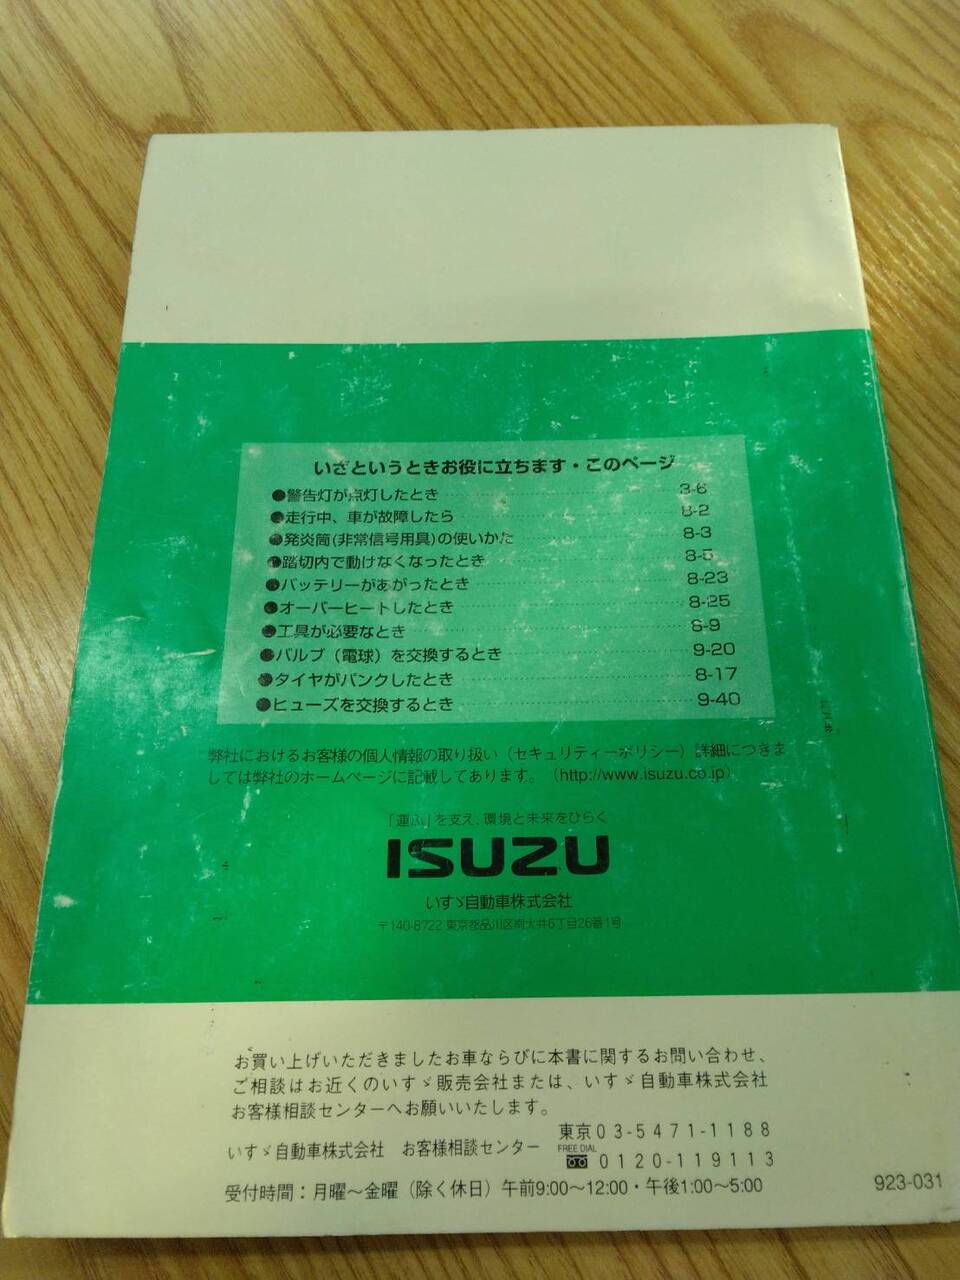 いざというときお役に立ちます・このページ
●警告灯が点灯したとき 3-6
●走行中、車が故障したら 8-2
●発炎筒(非常信号用具)の使いかた 8-3
●踏切内で動けなくなったとき 8-5
●バッテリーがあがったとき 8-23
●オーバーヒートしたとき 8-25
●工具が必要なとき 8-9
●バルブ（電球）を交換するとき 9-20
●タイヤがパンクしたとき 8-17
●ヒューズを交換するとき 9-40
弊社におけるお客様の個人情報の取り扱い（セキュリティーポリシー）詳細につきま
しては弊社のホームページに記載してあります。（http://www.isuzu.co.jp）
「運ぶ」を支え、環境と未来をひらく
ISUZU
いすゞ自動車株式会社
〒140-8722 東京都品川区南大井6丁目26番1号
お買い上げいただきましたお車ならびに本書に関するお問い合わせ、
ご相談はお近くのいすゞ販売会社または、いすゞ自動車株式会社
お客様相談センターへお願いいたします。
東京03-5471-1188
いすゞ自動車株式会社 お客様相談センター
FREE DIAL
0120-119113
受付時間：月曜～金曜（除く休日）午前9:00～12:00・午後1:00～5:00
923-031